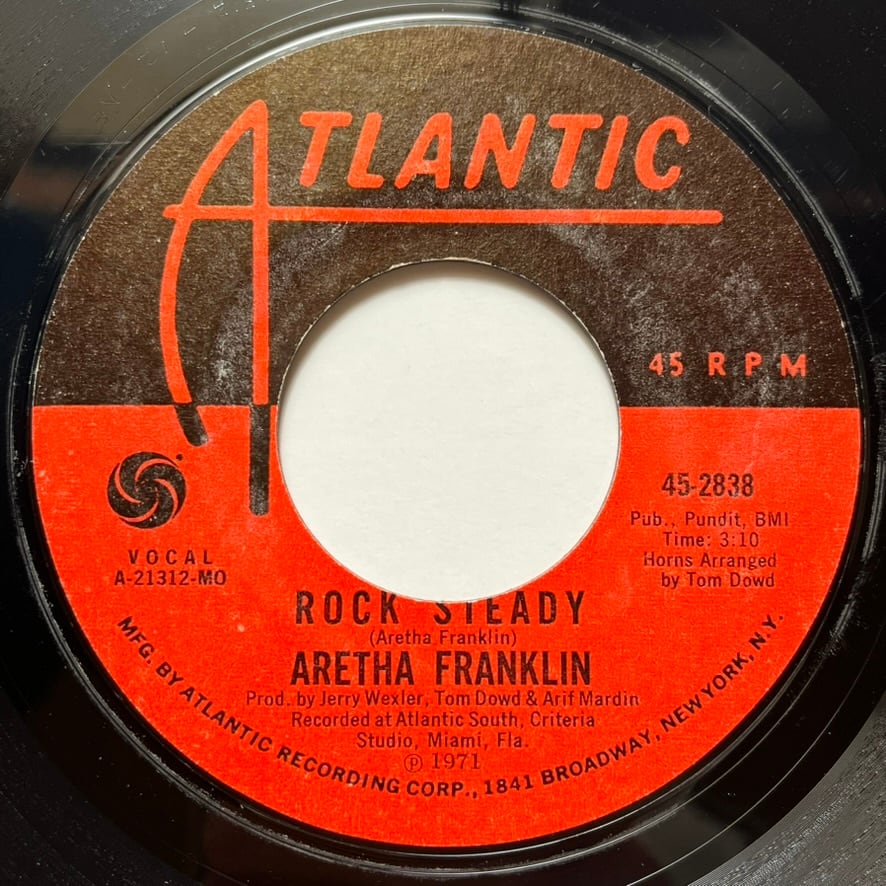 ATLANTIC
45 RPM
45-2838
Pub., Pundit, BMI
Time: 3:10
Horns Arranged
by Tom Dowd
VOCAL
A-21312-MO
ROCK STEADY
(Aretha Franklin)
ARETHA FRANKLIN
Prod. by Jerry Wexler, Tom Dowd & Arif Mardin
Recorded at Atlantic South, Criteria
Studio, Miami, Fla.
℗ 1971
MFG. BY ATLANTIC RECORDING CORP., 1841 BROADWAY, NEW YORK, N.Y.